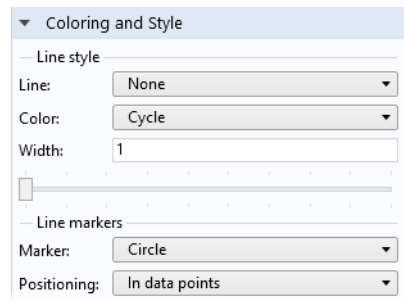 Coloring and Style
Line style
Line: None
Color: Cycle
Width: 1
Line markers
Marker: Circle
Positioning: In data points